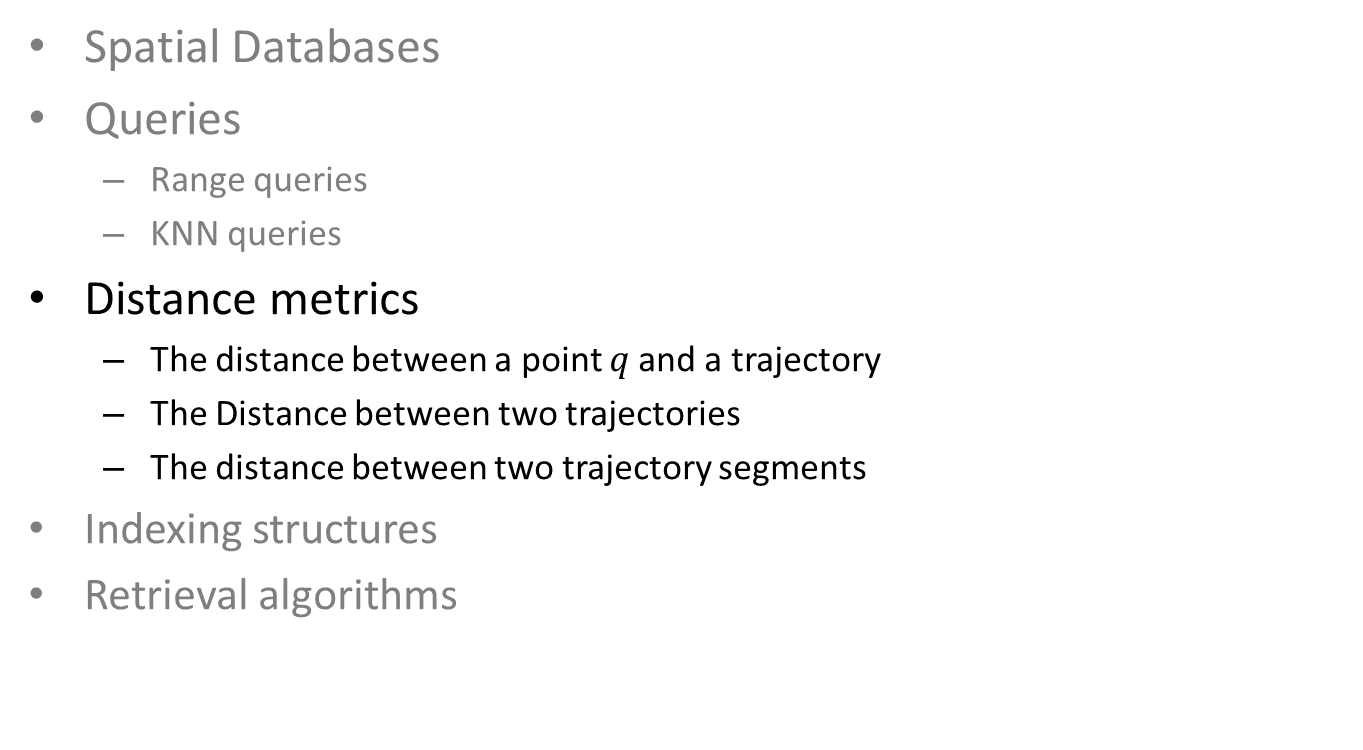 • Spatial Databases
• Queries
– Range queries
– KNN queries
• Distance metrics
– The distance between a point q and a trajectory
– The Distance between two trajectories
– The distance between two trajectory segments
• Indexing structures
• Retrieval algorithms